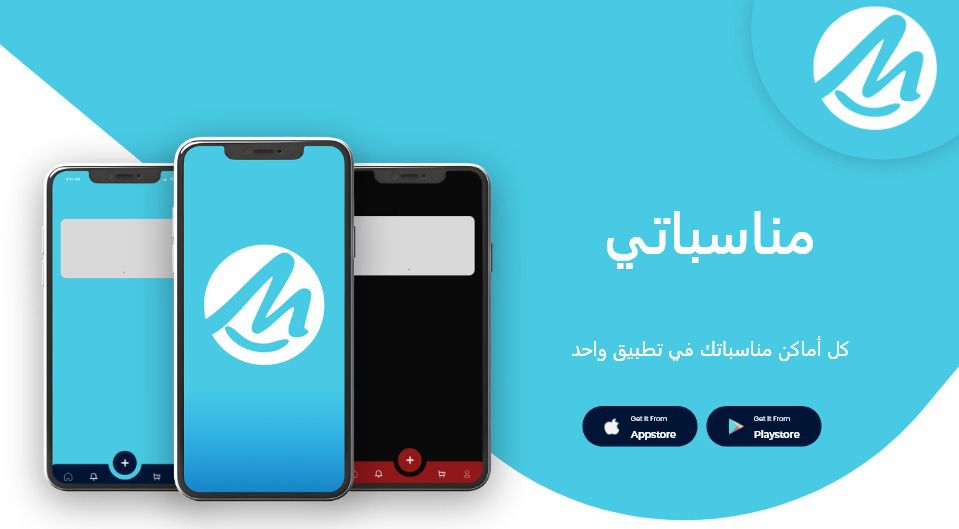 مناسباتي
كل أماكن مناسباتك في تطبيق واحد
Get It From
Appstore
Get It From
Playstore